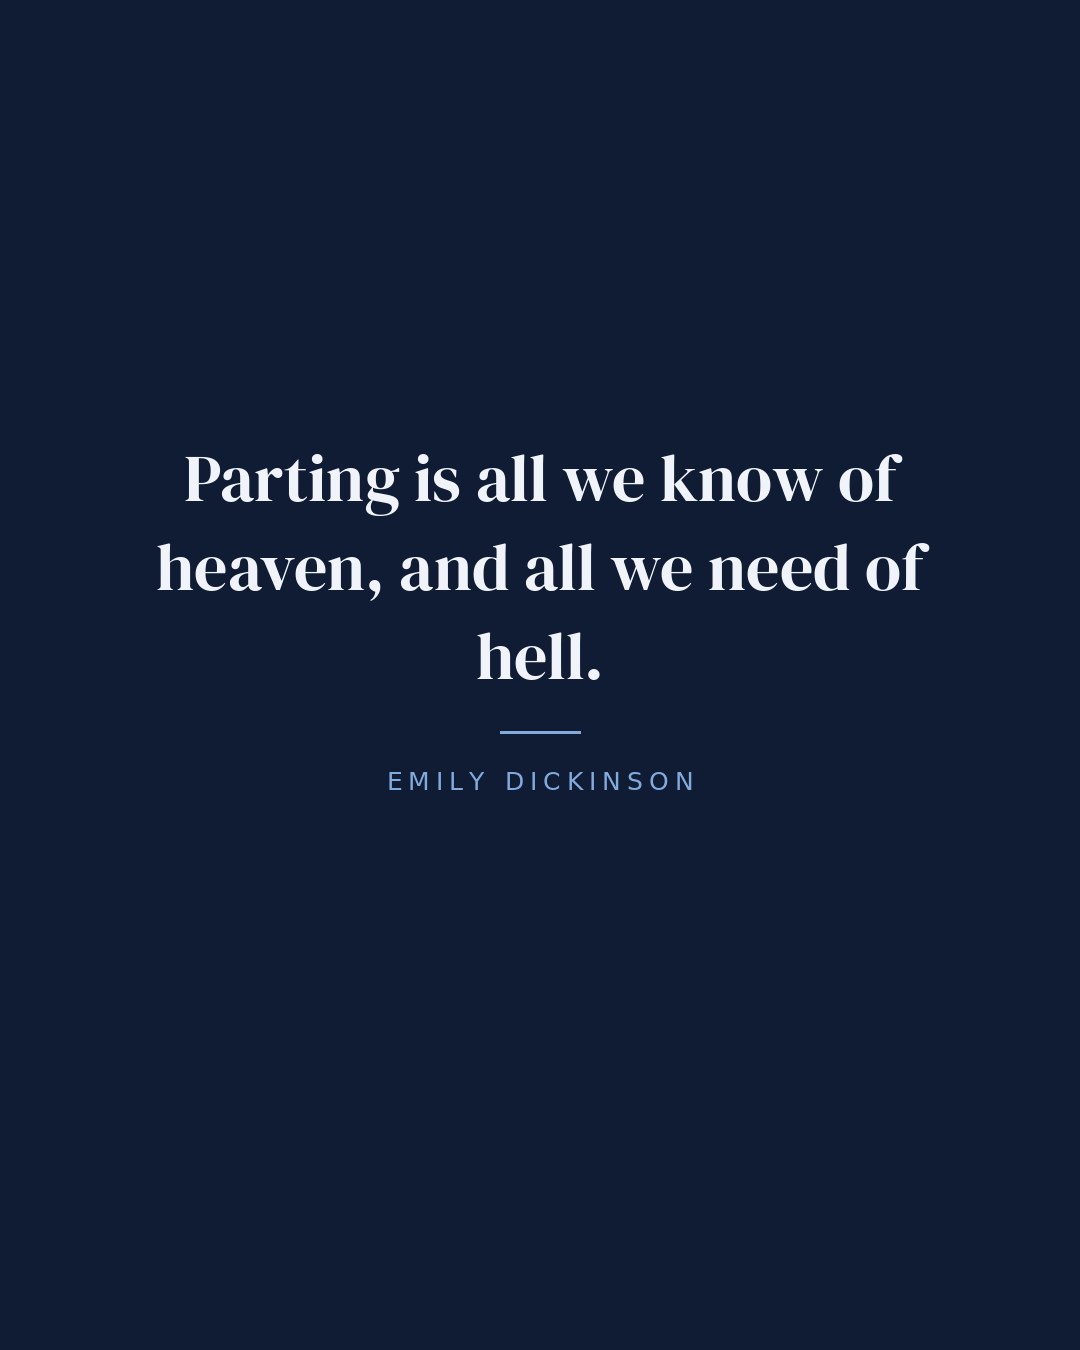 Parting is all we know of
heaven, and all we need of
hell.
EMILY DICKINSON